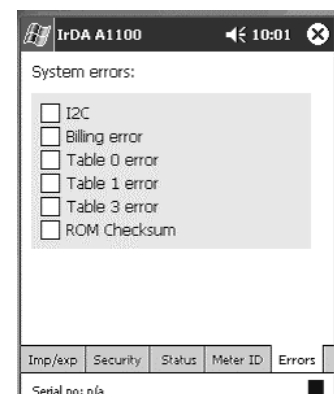 IrDA A1100 10:01
System errors:
I2C
Billing error
Table 0 error
Table 1 error
Table 3 error
ROM Checksum
Imp/exp Security Status Meter ID Errors
Serial no: n/a